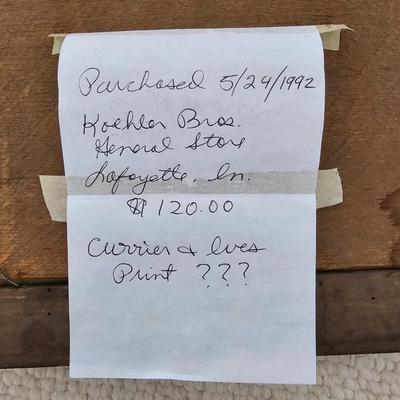 Purchased 5/24/1992
Koehler Bros.
General Store
Lafayette, In.
$ 120.00
Currier & Ives
Print ???